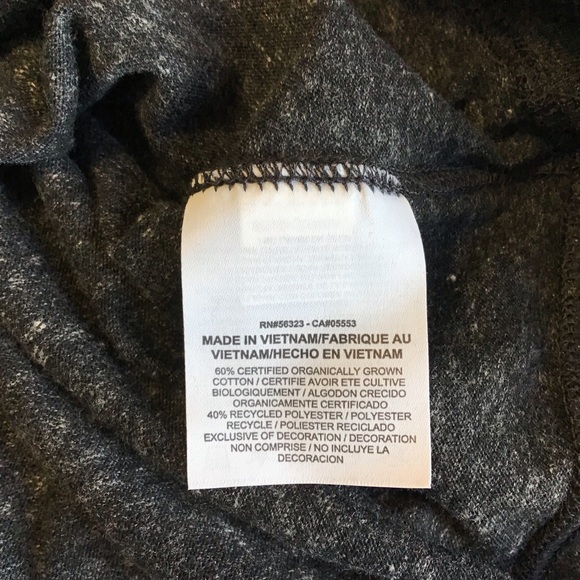 RN#56323 - CA#05553
MADE IN VIETNAM/FABRIQUE AU
VIETNAM/HECHO EN VIETNAM
60% CERTIFIED ORGANICALLY GROWN
COTTON / CERTIFIE AVOIR ETE CULTIVE
BIOLOGIQUEMENT / ALGODON CRECIDO
ORGANICAMENTE CERTIFICADO
40% RECYCLED POLYESTER / POLYESTER
RECYCLE / POLIESTER RECICLADO
EXCLUSIVE OF DECORATION / DECORATION
NON COMPRISE / NO INCLUYE LA
DECORACION